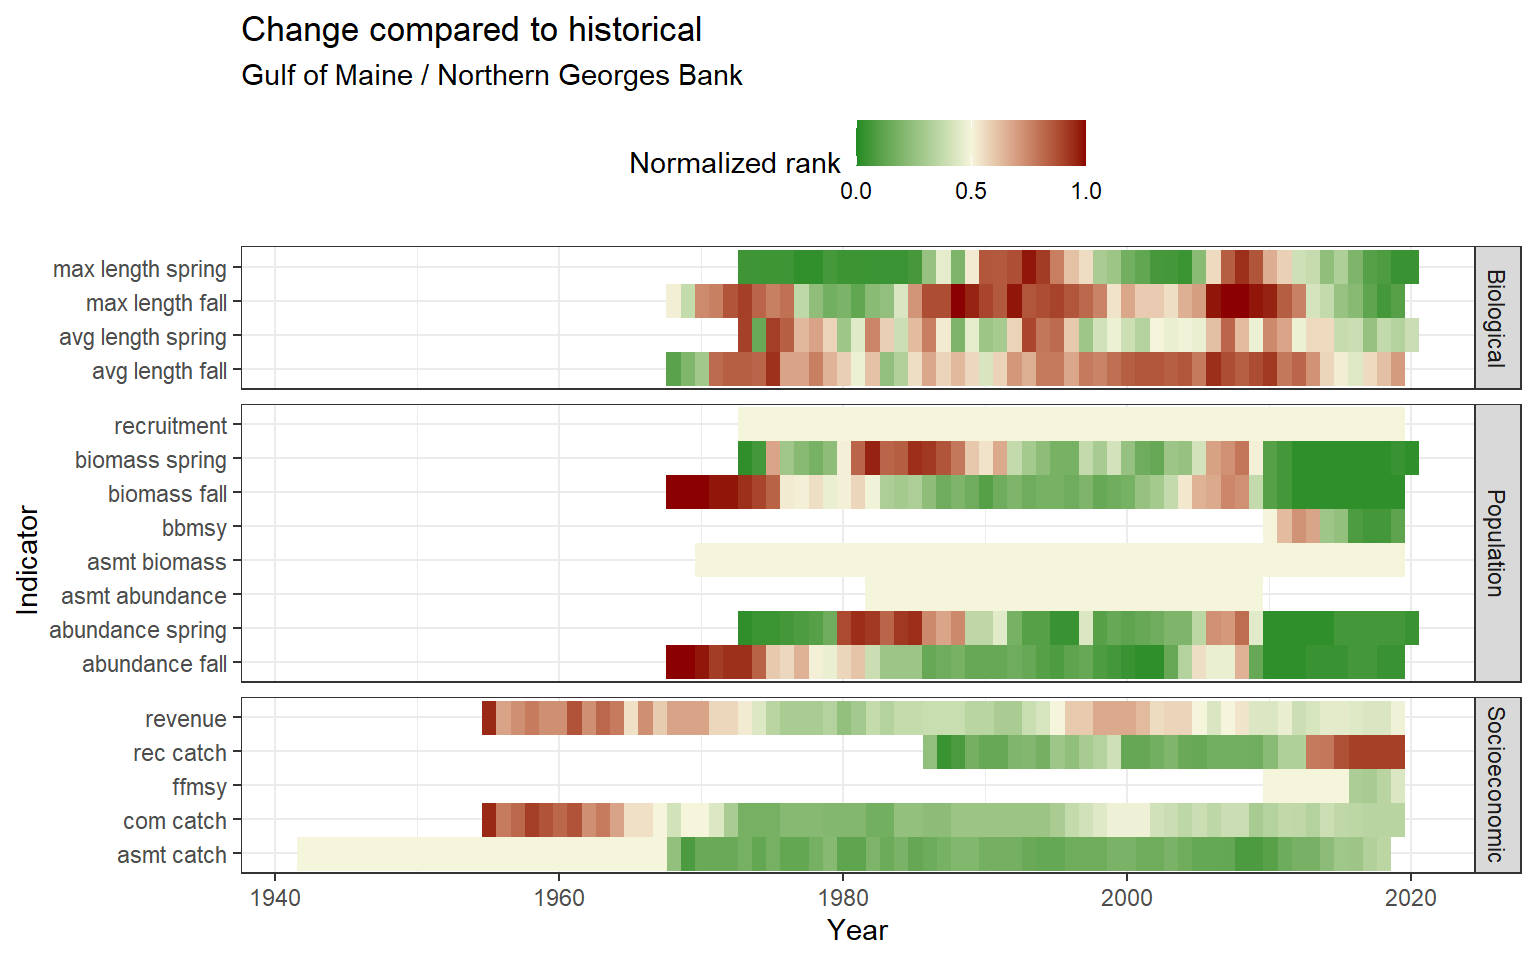 Change compared to historical
Gulf of Maine / Northern Georges Bank
Normalized rank
0.0 0.5 1.0
Indicator
max length spring
max length fall
avg length spring
avg length fall
Biological
recruitment
biomass spring
biomass fall
bbmsy
asmt biomass
asmt abundance
abundance spring
abundance fall
Population
revenue
rec catch
ffmsy
com catch
asmt catch
Socioeconomic
1940 1960 1980 2000 2020
Year